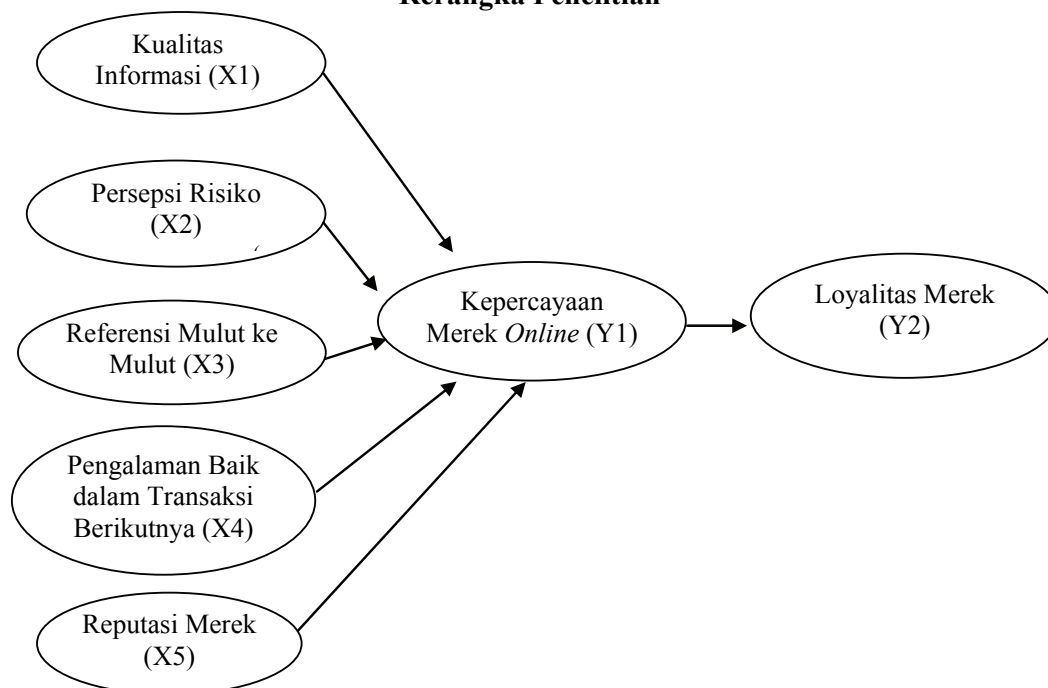 Kerangka Penelitian
Kualitas
Informasi (X1)
Persepsi Risiko
(X2)
Referensi Mulut ke
Mulut (X3)
Pengalaman Baik
dalam Transaksi
Berikutnya (X4)
Reputasi Merek
(X5)
Kepercayaan
Merek Online (Y1)
Loyalitas Merek
(Y2)